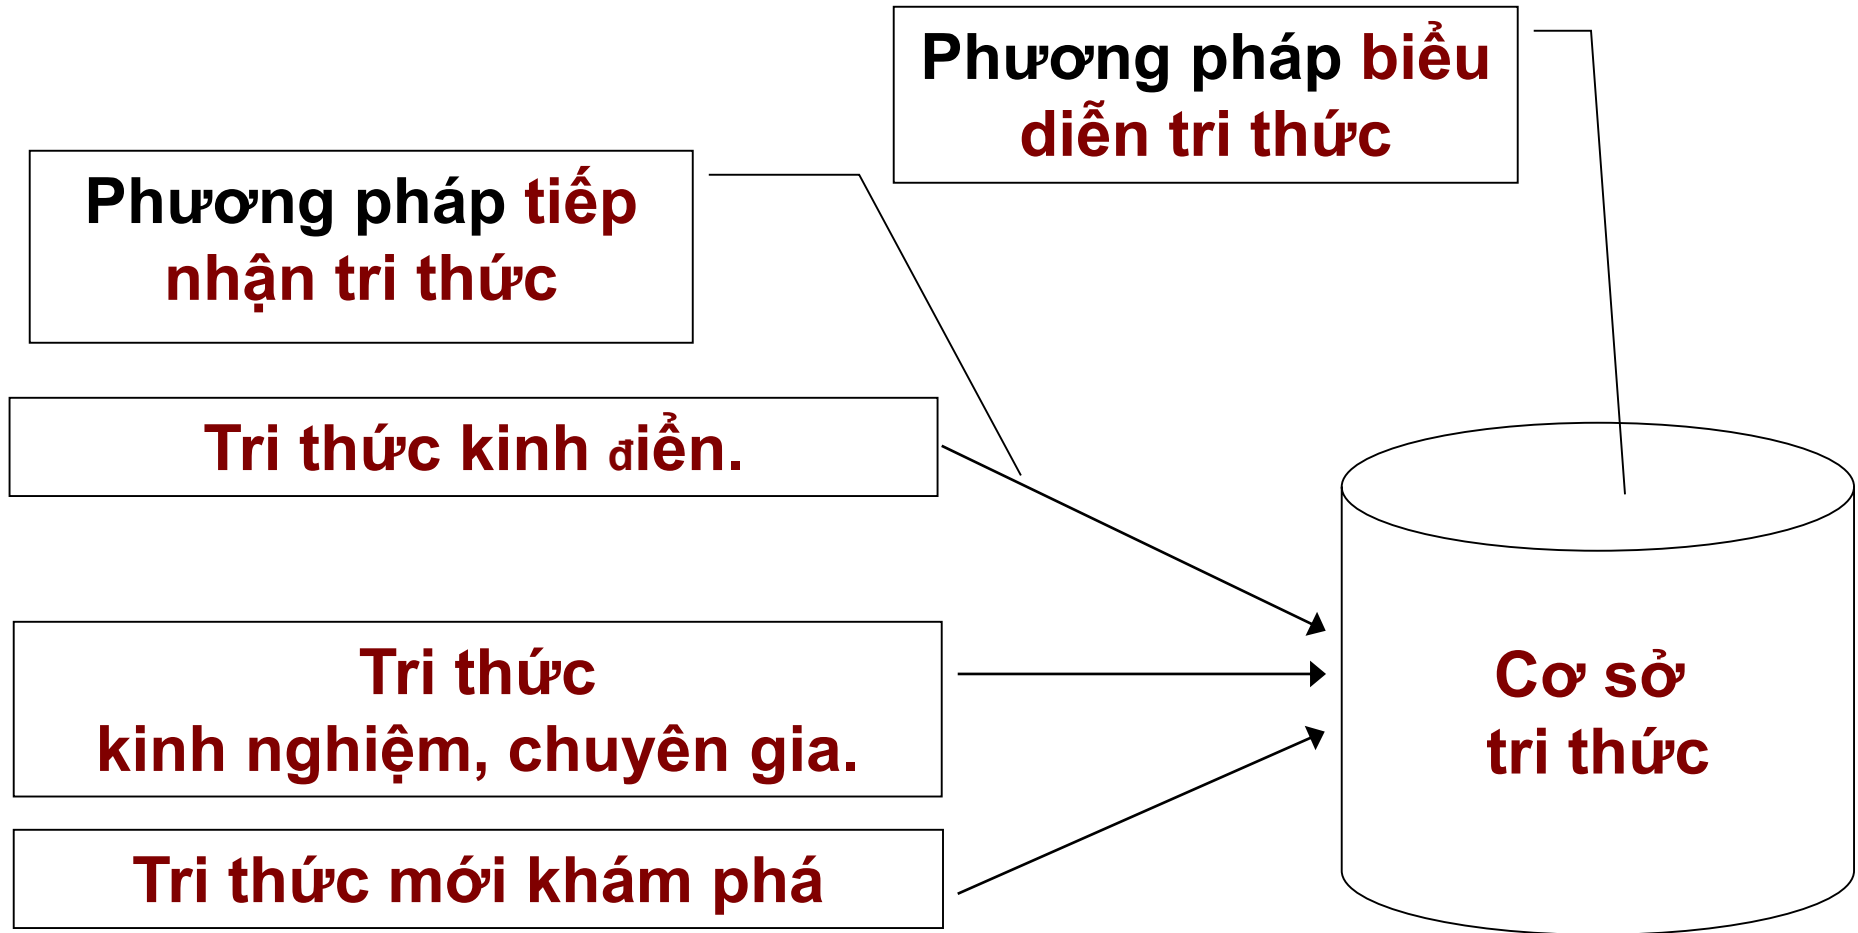 Phương pháp biểu
diễn tri thức
Phương pháp tiếp
nhận tri thức
Tri thức kinh điển.
Tri thức
kinh nghiệm, chuyên gia.
Tri thức mới khám phá
Cơ sở
tri thức